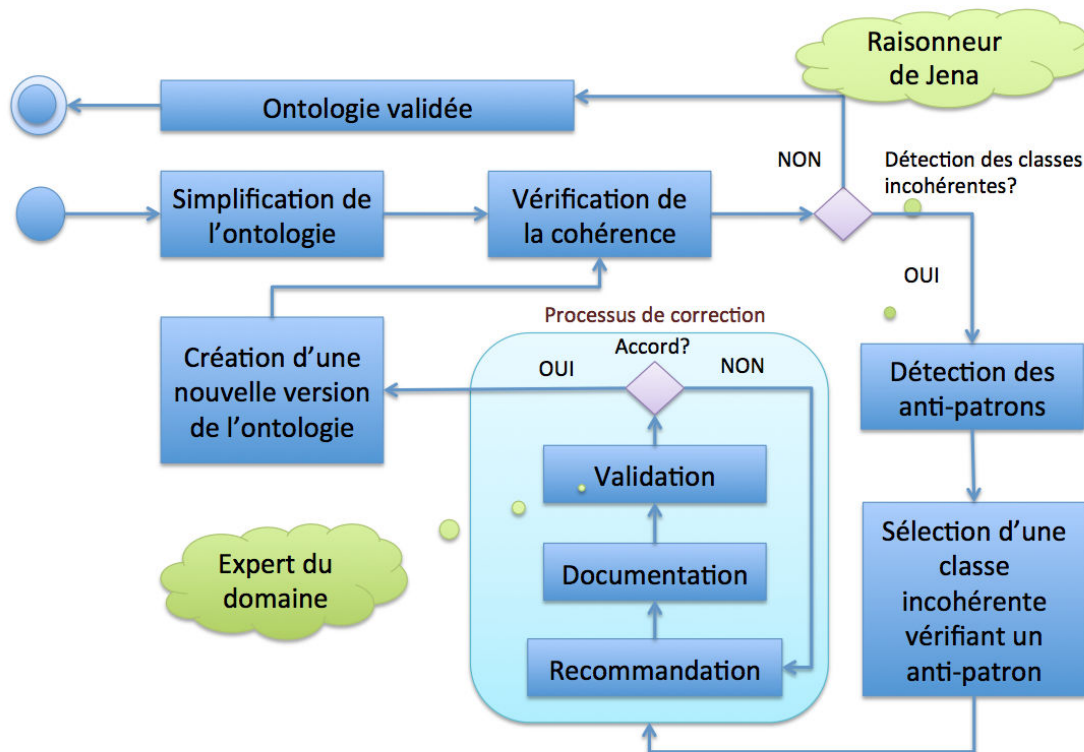 Raisonneur
de Jena
Ontologie validée
NON
Détection des classes
incohérentes?
Simplification de
l'ontologie
Vérification de
la cohérence
OUI
Processus de correction
Accord?
OUI
NON
Création d'une
nouvelle version
de l'ontologie
Détection des
anti-patrons
Validation
Sélection d'une
classe
incohérente
vérifiant un
anti-patron
Expert du
domaine
Documentation
Recommandation